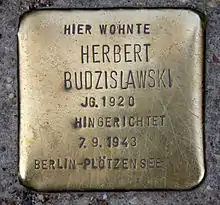 HIER WOHNTE
HERBERT
BUDZISLAWSKI
JG. 1920
HINGERICHTET
7. 9. 1943
BERLIN-PLÖTZENSEE